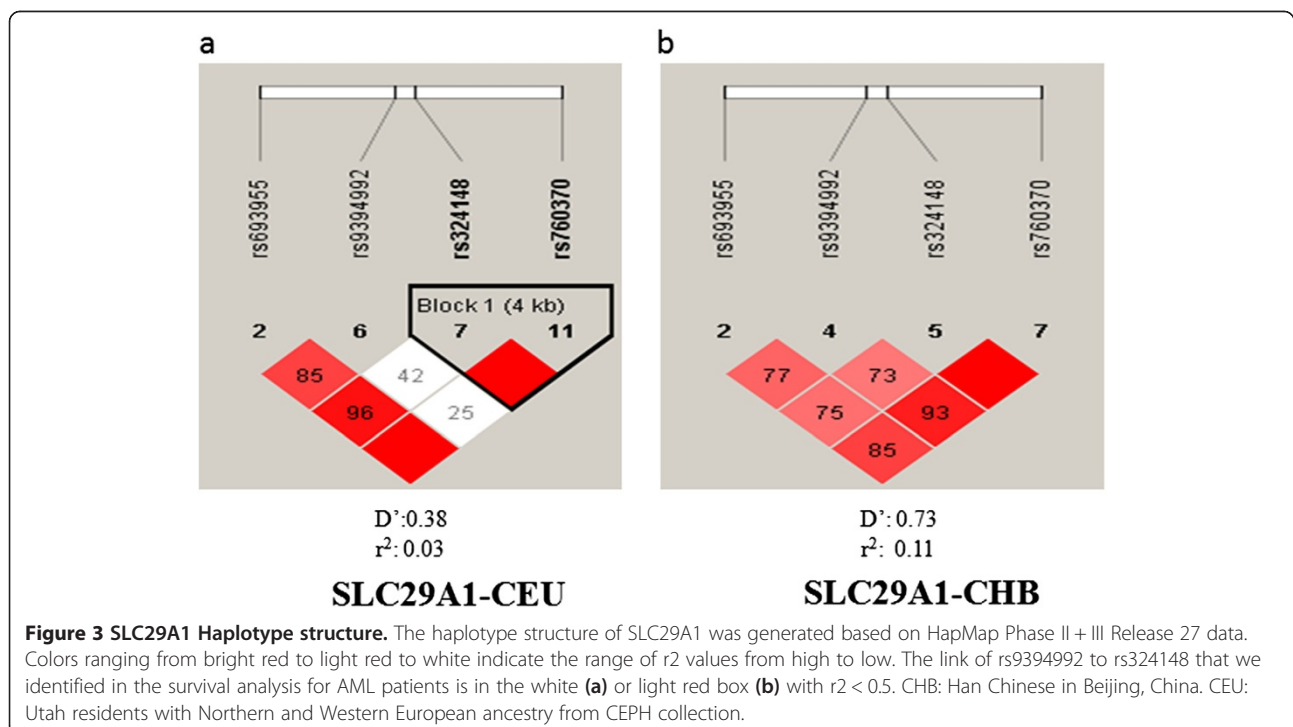 a
rs693955
rs9394992
rs324148
rs760370
Block 1 (4 kb)
2 6 7 11
85 42
96 25
D’:0.38
r²: 0.03
SLC29A1-CEU
b
rs693955
rs9394992
rs324148
rs760370
2 4 5 7
77 73
75 93
85
D’:0.73
r²: 0.11
SLC29A1-CHB
Figure 3 SLC29A1 Haplotype structure. The haplotype structure of SLC29A1 was generated based on HapMap Phase II + III Release 27 data.
Colors ranging from bright red to light red to white indicate the range of r2 values from high to low. The link of rs9394992 to rs324148 that we
identified in the survival analysis for AML patients is in the white (a) or light red box (b) with r2 < 0.5. CHB: Han Chinese in Beijing, China. CEU:
Utah residents with Northern and Western European ancestry from CEPH collection.